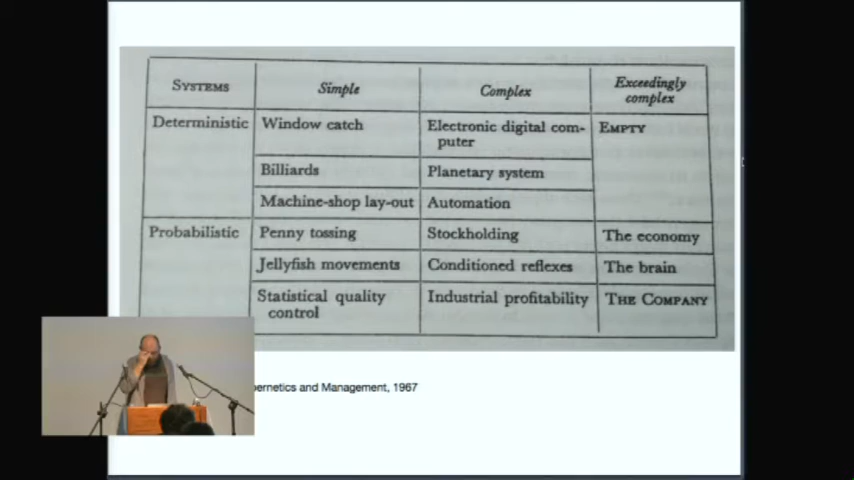 SYSTEMS Simple Complex Exceedingly complex
Deterministic Window catch Electronic digital com-
puter EMPTY
Billiards Planetary system
Machine-shop lay-out Automation
Probabilistic Penny tossing Stockholding The economy
Jellyfish movements Conditioned reflexes The brain
Statistical quality
control Industrial profitability THE COMPANY
and Management, 1967